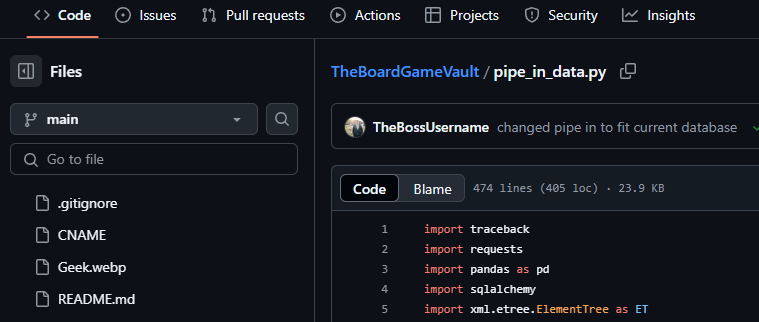 Code Issues Pull requests Actions Projects Security Insights
Files
main
Go to file
.gitignore
CNAME
Geek.webp
README.md
TheBoardGameVault / pipe_in_data.py
TheBossUsername changed pipe in to fit current database
Code Blame 474 lines (405 loc) · 23.9 KB
1 import traceback
2 import requests
3 import pandas as pd
4 import sqlalchemy
5 import xml.etree.ElementTree as ET